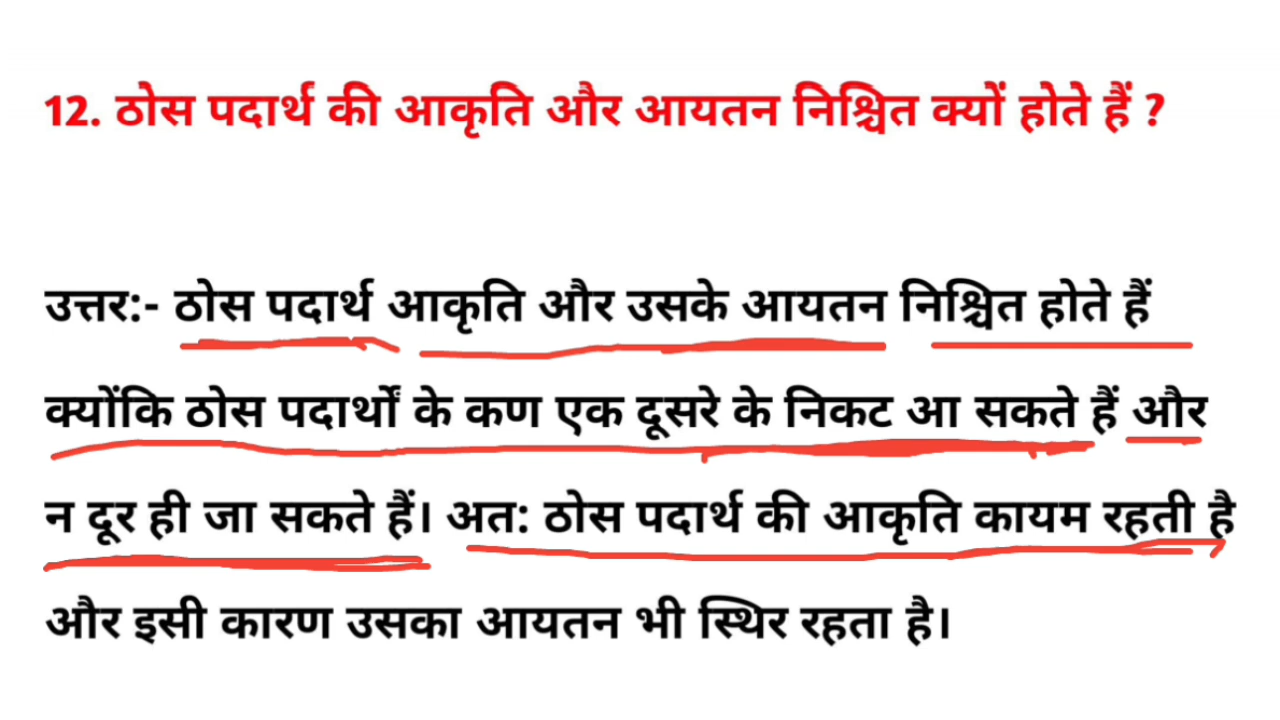 12. ठोस पदार्थ की आकृति और आयतन निश्चित क्यों होते हैं ?
उत्तर:- ठोस पदार्थ आकृति और उसके आयतन निश्चित होते हैं
क्योंकि ठोस पदार्थों के कण एक दूसरे के निकट आ सकते हैं और
न दूर ही जा सकते हैं। अत: ठोस पदार्थ की आकृति कायम रहती है
और इसी कारण उसका आयतन भी स्थिर रहता है।